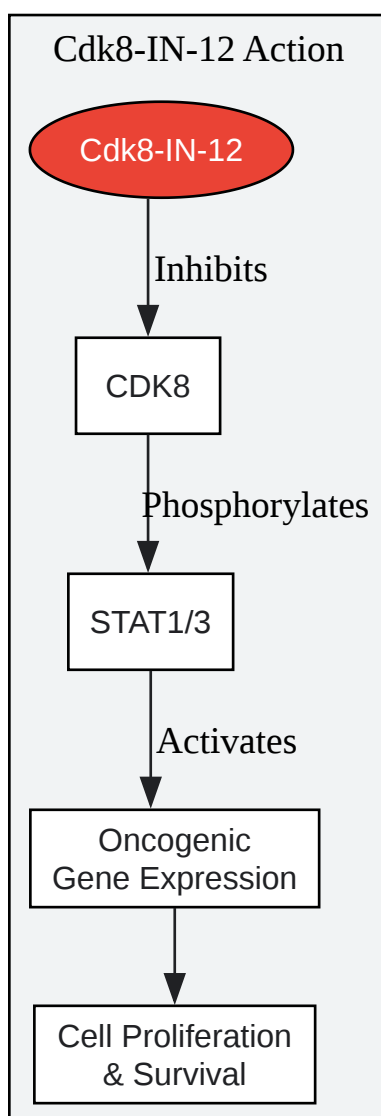 Cdk8-IN-12 Action
Cdk8-IN-12
Inhibits
CDK8
Phosphorylates
STAT1/3
Activates
Oncogenic
Gene Expression
Cell Proliferation
& Survival